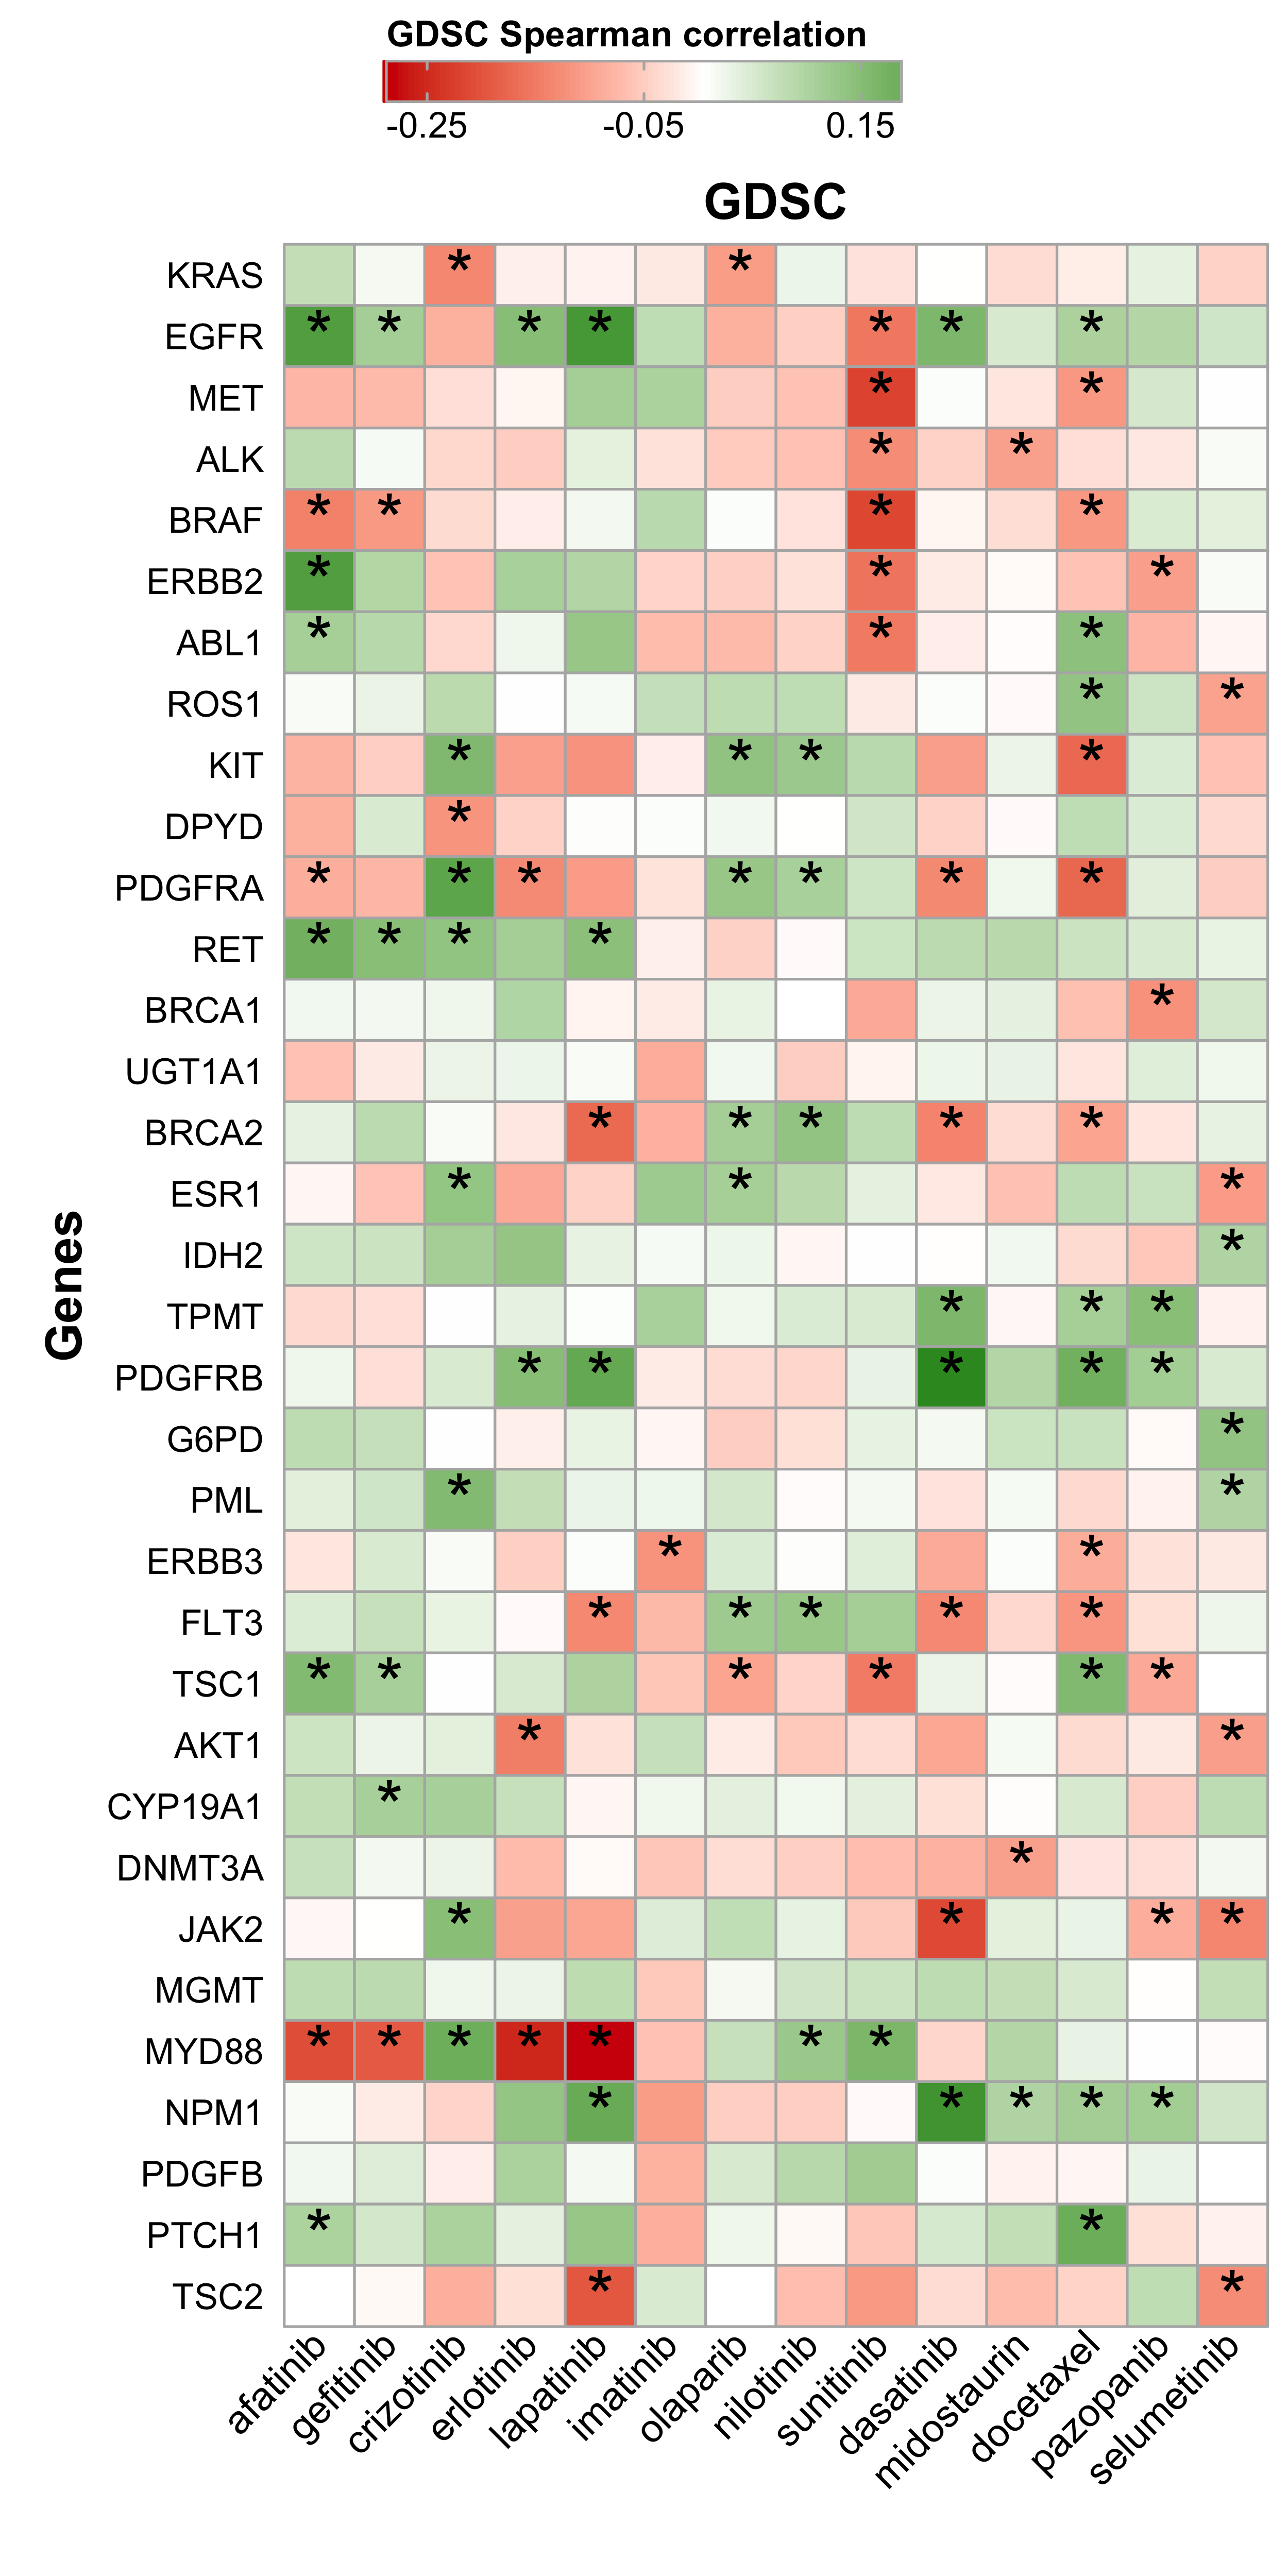 GDSC Spearman correlation
-0.25 -0.05 0.15
GDSC
KRAS * *
EGFR * * * * * * *
MET * *
ALK * *
BRAF * * * *
ERBB2 * * *
ABL1 * * *
ROS1 * *
KIT * * * *
DPYD *
PDGFRA * * * * * * *
RET * * * *
BRCA1 *
UGT1A1
BRCA2 * * * * *
ESR1 * * *
IDH2 *
TPMT * * *
PDGFRB * * * * *
G6PD *
PML * *
ERBB3 * *
FLT3 * * * * *
TSC1 * * * * * *
AKT1 * *
CYP19A1 *
DNMT3A *
JAK2 * * * *
MGMT
MYD88 * * * * * * *
NPM1 * * * * *
PDGFB
PTCH1 * *
TSC2 * *
Genes
afatinib
gefitinib
crizotinib
erlotinib
lapatinib
imatinib
olaparib
nilotinib
sunitinib
dasatinib
midostaurin
docetaxel
pazopanib
selumetinib